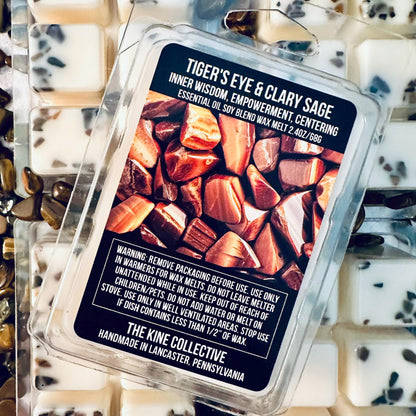 TIGER'S EYE & CLARY SAGE
INNER WISDOM, EMPOWERMENT, CENTERING
ESSENTIAL OIL SOY BLEND WAX MELT 2.4OZ/68G
WARNING: REMOVE PACKAGING BEFORE USE. USE ONLY
IN WARMERS FOR WAX MELTS. DO NOT LEAVE MELTER
UNATTENDED WHILE IN USE. KEEP OUT OF REACH OF
CHILDREN/PETS. DO NOT ADD WATER OR MELT ON
STOVE. USE ONLY IN WELL VENTILATED AREAS. STOP USE
IF DISH CONTAINS LESS THAN 1/2" OF WAX.
THE KINE COLLECTIVE
HANDMADE IN LANCASTER, PENNSYLVANIA